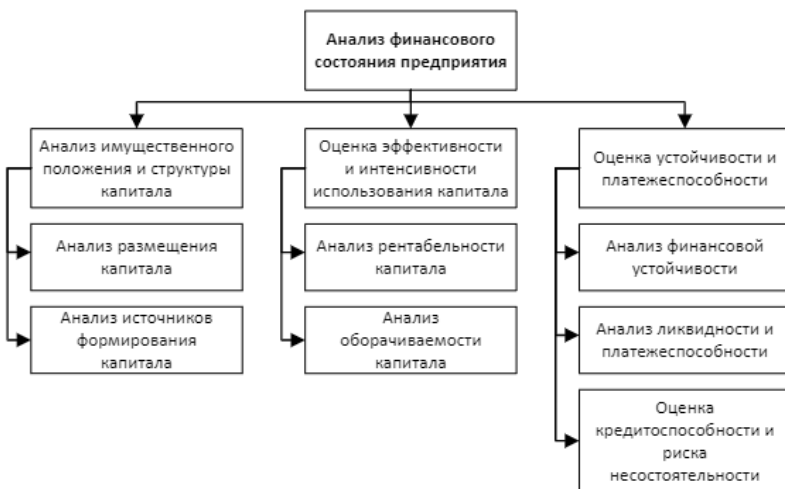 Анализ финансового
состояния предприятия
Анализ имущественного
положения и структуры
капитала
Оценка эффективности
и интенсивности
использования капитала
Оценка устойчивости и
платежеспособности
Анализ размещения
капитала
Анализ рентабельности
капитала
Анализ финансовой
устойчивости
Анализ источников
формирования
капитала
Анализ
оборачиваемости
капитала
Анализ ликвидности и
платежеспособности
Оценка
кредитоспособности и
риска
несостоятельности